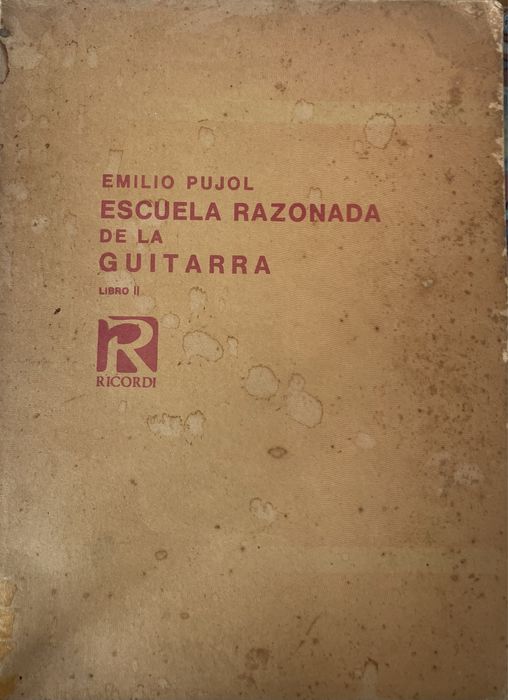 EMILIO PUJOL
ESCUELA RAZONADA
DE LA
GUITARRA
LIBRO II
R
RICORDI